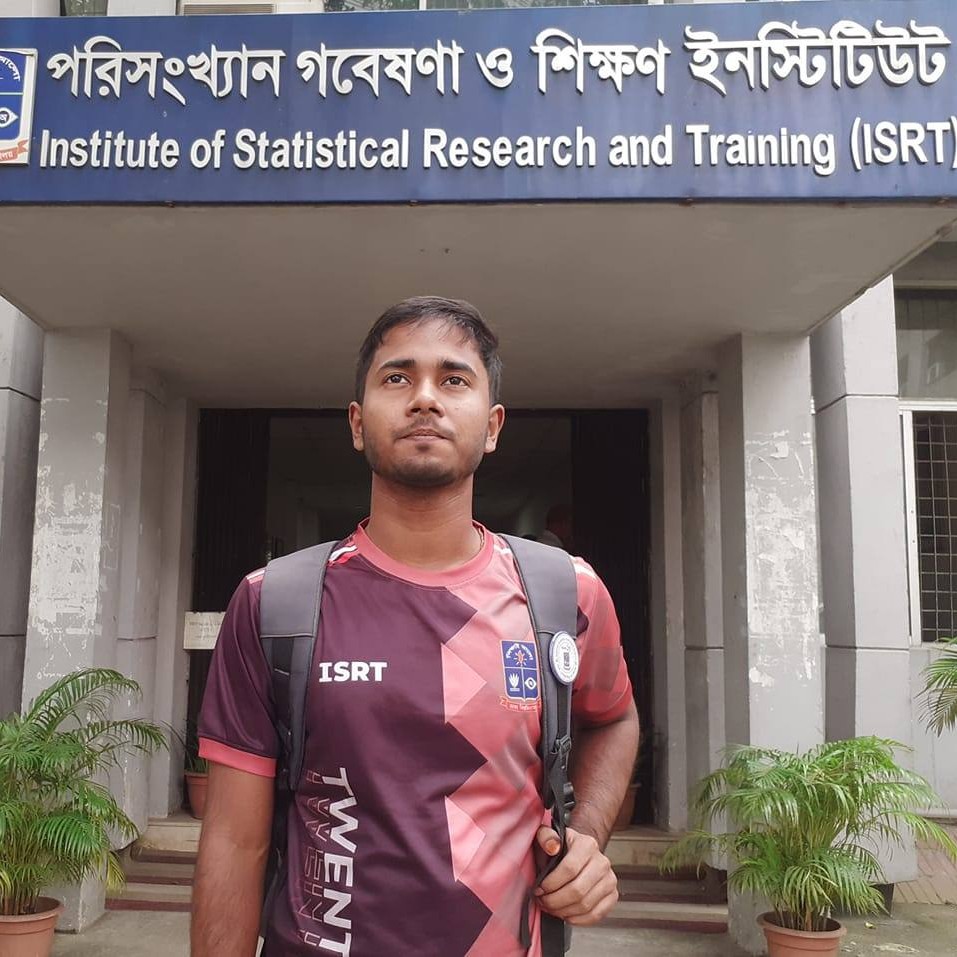 পরিসংখ্যান গবেষণা ও শিক্ষণ ইনস্টিটিউট
Institute of Statistical Research and Training (ISRT)
ISRT
TWENT